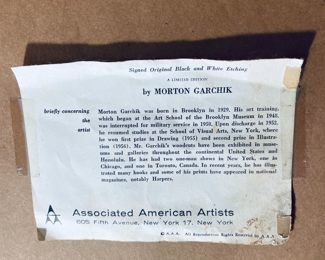 Signed Original Black and White Etching
A LIMITED EDITION
by MORTON GARCHIK
briefly concerning
the
artist
Morton Garchik was born in Brooklyn in 1929. His art training,
which began at the Art School of the Brooklyn Museum in 1948,
was interrupted for military service in 1950. Upon discharge in 1952,
he resumed studies at the School of Visual Arts, New York, where
he won first prize in Drawing (1955) and second prize in Illustra-
tion (1956). Mr. Garchik's woodcuts have been exhibited in muse-
ums and galleries throughout the continental United States and
Honolulu. He has had two one-man shows in New York, one in
Chicago, and one in Toronto, Canada. In recent years, he has illus-
trated many books and some of his prints have appeared in national
magazines, notably Harpers.
Associated American Artists
605 Fifth Avenue, New York 17, New York
© A.A.A. All Reproduction Rights Reserved by A.A.A.